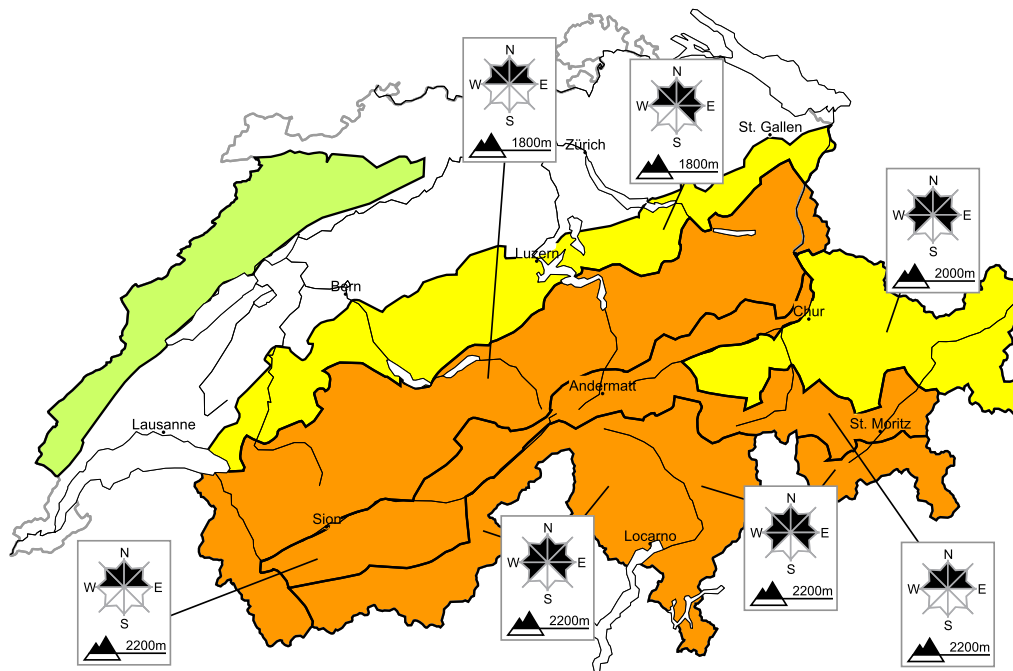 N
W E
S
1800m
N
W E
S
1800m
St. Gallen
Zürich
N
W E
S
2000m
Luzern
Bern
Chur
Andermatt
Lausanne
St. Moritz
Sion
Locarno
N
W E
S
2200m
N
W E
S
2200m
N
W E
S
2200m
N
W E
S
2200m